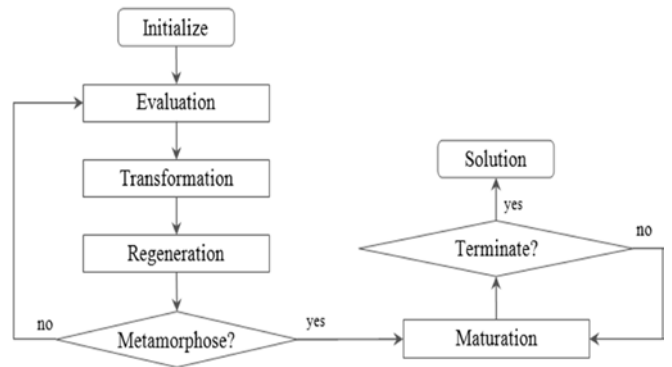 Initialize
Evaluation
Transformation
Regeneration
Metamorphose?
no
yes
Maturation
Terminate?
no
yes
Solution